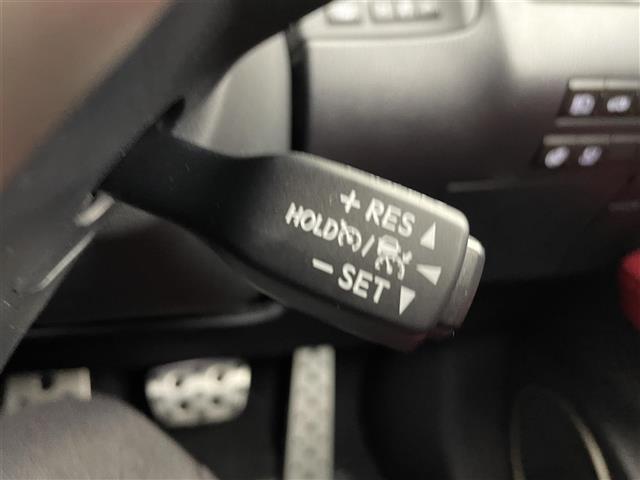 + RES ▲
HOLD / ◀
− SET ▼